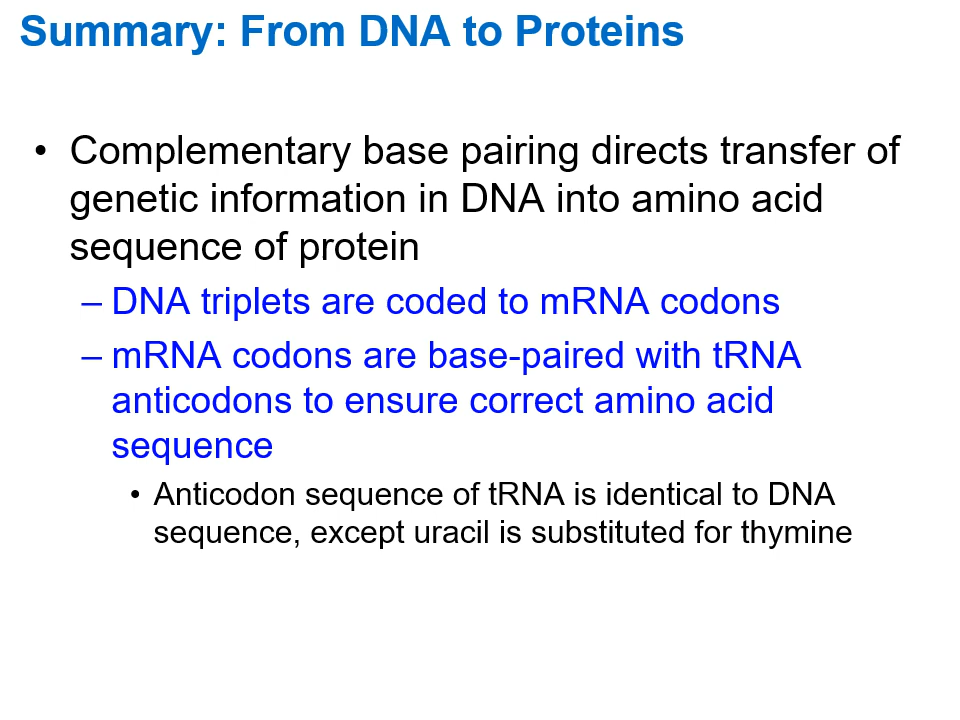 Summary: From DNA to Proteins
• Complementary base pairing directs transfer of
genetic information in DNA into amino acid
sequence of protein
– DNA triplets are coded to mRNA codons
– mRNA codons are base-paired with tRNA
anticodons to ensure correct amino acid
sequence
• Anticodon sequence of tRNA is identical to DNA
sequence, except uracil is substituted for thymine